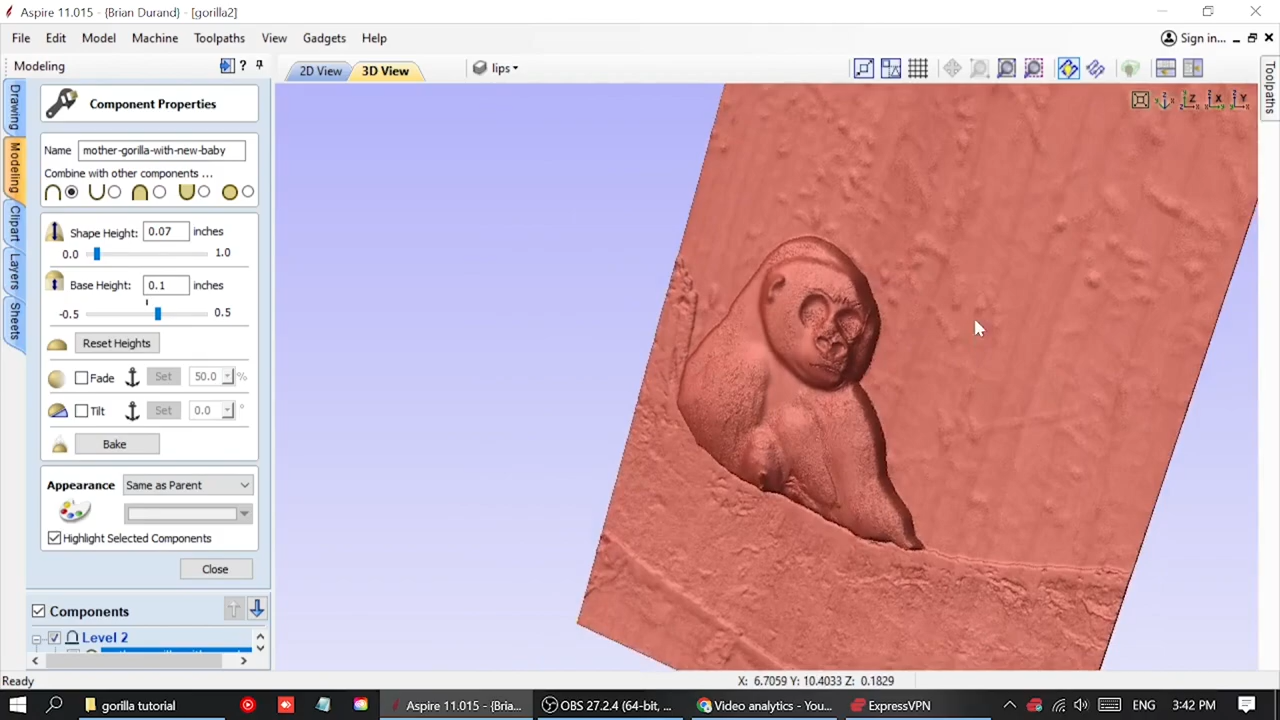 Aspire 11.015 - {Brian Durand} - [gorilla2]
File Edit Model Machine Toolpaths View Gadgets Help
Sign in...
Modeling
2D View 3D View lips
Drawing
Modeling
Clipart
Layers
Sheets
Toolpaths
Component Properties
Name mother-gorilla-with-new-baby
Combine with other components ...
Shape Height: 0.07 inches
0.0 1.0
Base Height: 0.1 inches
-0.5 0.5
Reset Heights
Fade Set 50.0 %
Tilt Set 0.0 °
Bake
Appearance Same as Parent
Highlight Selected Components
Close
Components
Level 2
Ready X: 6.7059 Y: 10.4033 Z: 0.1829
gorilla tutorial Aspire 11.015 - {Bria... OBS 27.2.4 (64-bit, ... Video analytics - You... ExpressVPN ENG 3:42 PM